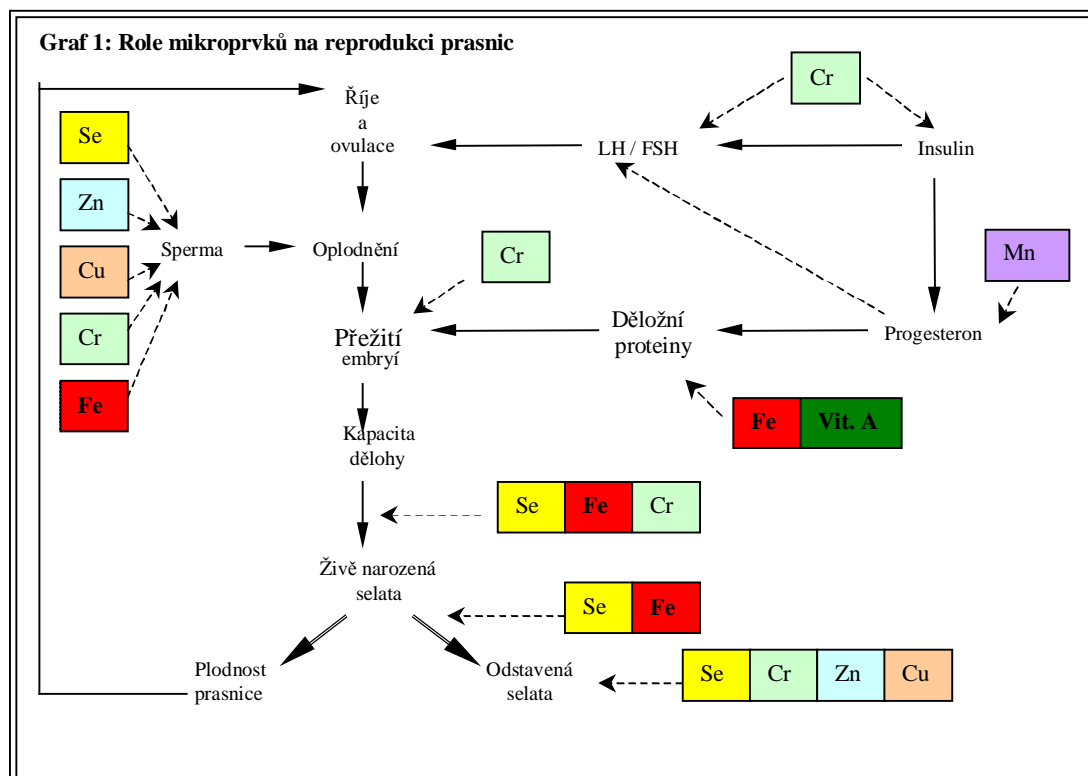 Graf 1: Role mikroprvků na reprodukci prasnic
Cr
Říje
a
ovulace
LH / FSH
Insulin
Se
Zn
Cu
Cr
Fe
Sperma
Oplodnění
Cr
Mn
Přežití
embryí
Děložní
proteiny
Progesteron
Fe
Vit. A
Kapacita
dělohy
Se
Fe
Cr
Živě narozená
selata
Se
Fe
Plodnost
prasnice
Odstavená
selata
Se
Cr
Zn
Cu